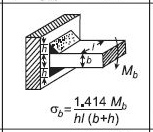 h
l
b
h
M_b
σ_b = 1.414 M_b / hl (b+h)